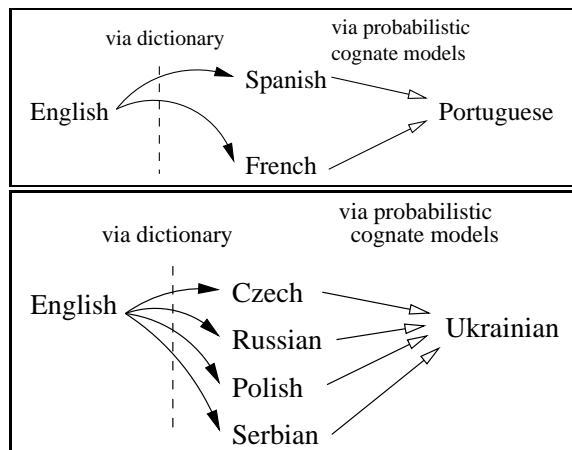 via dictionary
via probabilistic
cognate models
English
Spanish
French
Portuguese
via dictionary
via probabilistic
cognate models
English
Czech
Russian
Polish
Serbian
Ukrainian